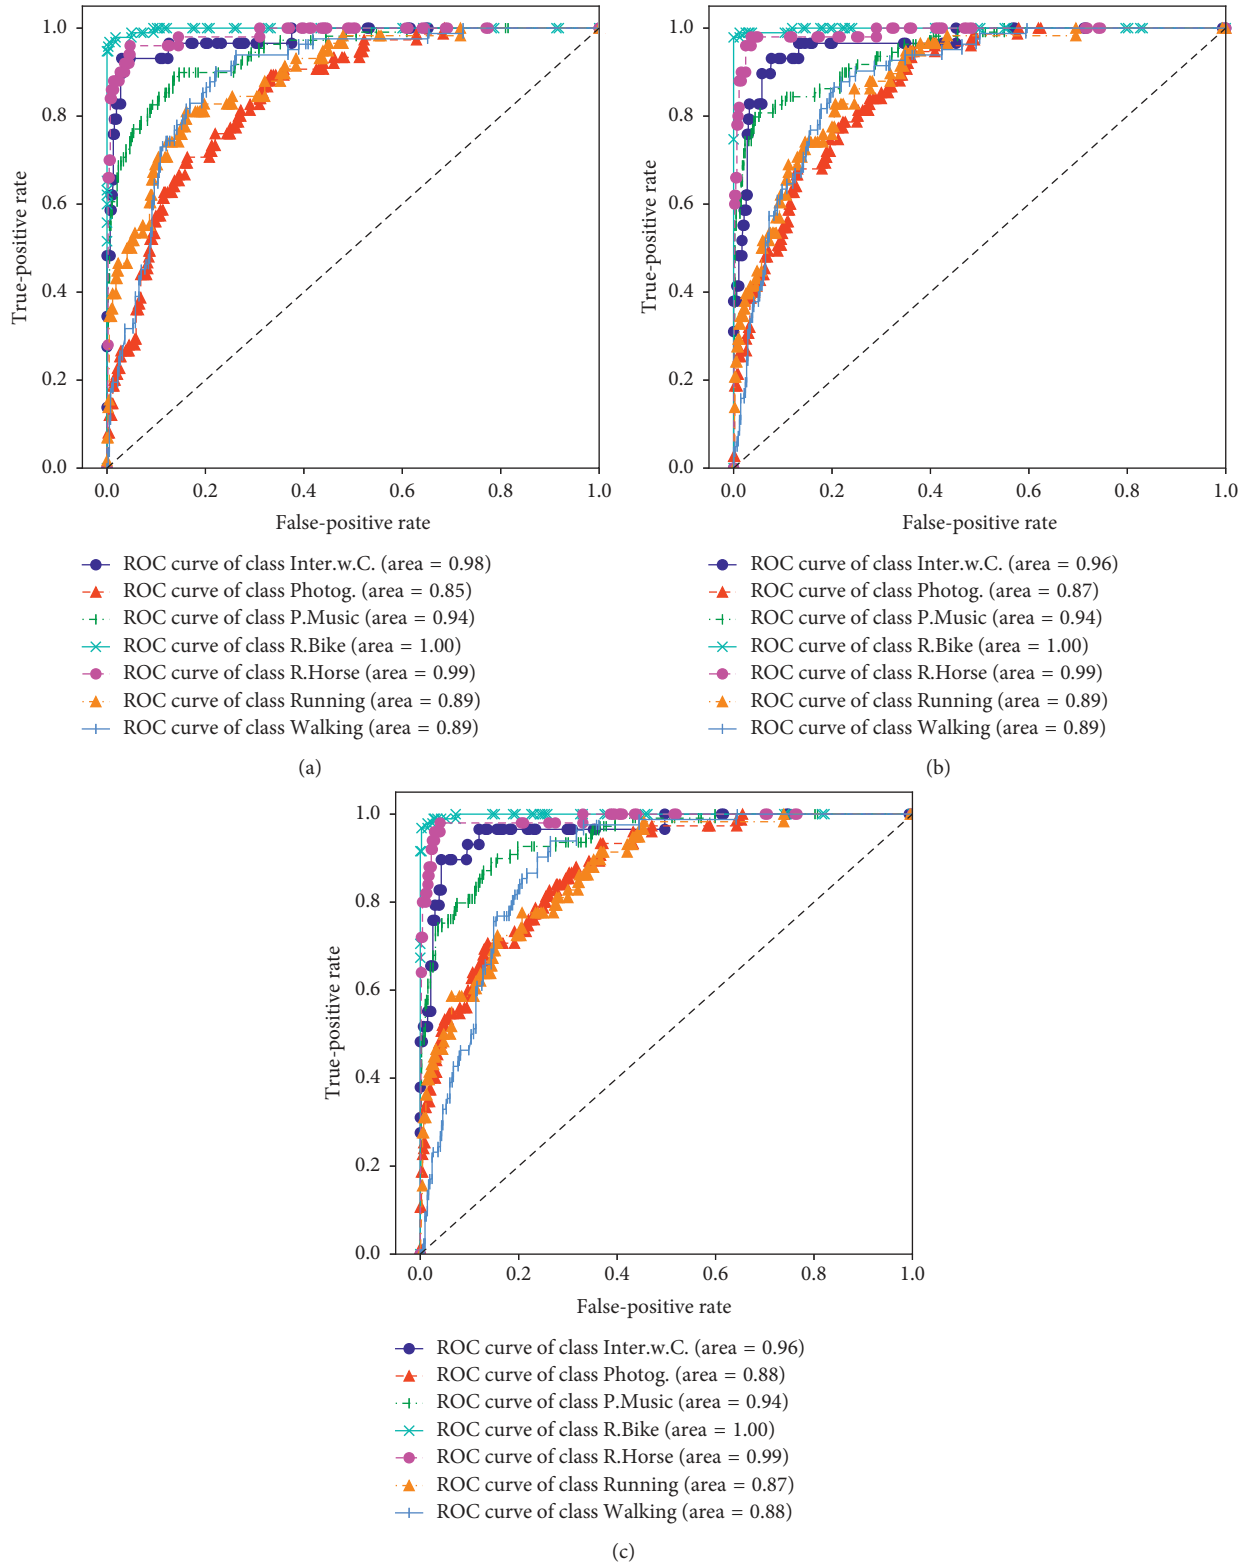 1.0
0.8
0.6
0.4
0.2
0.0
True-positive rate
0.0 0.2 0.4 0.6 0.8 1.0
False-positive rate
ROC curve of class Inter.w.C. (area = 0.98)
ROC curve of class Photog. (area = 0.85)
ROC curve of class P.Music (area = 0.94)
ROC curve of class R.Bike (area = 1.00)
ROC curve of class R.Horse (area = 0.99)
ROC curve of class Running (area = 0.89)
ROC curve of class Walking (area = 0.89)
(a)
1.0
0.8
0.6
0.4
0.2
0.0
True-positive rate
0.0 0.2 0.4 0.6 0.8 1.0
False-positive rate
ROC curve of class Inter.w.C. (area = 0.96)
ROC curve of class Photog. (area = 0.87)
ROC curve of class P.Music (area = 0.94)
ROC curve of class R.Bike (area = 1.00)
ROC curve of class R.Horse (area = 0.99)
ROC curve of class Running (area = 0.89)
ROC curve of class Walking (area = 0.89)
(b)
1.0
0.8
0.6
0.4
0.2
0.0
True-positive rate
0.0 0.2 0.4 0.6 0.8 1.0
False-positive rate
ROC curve of class Inter.w.C. (area = 0.96)
ROC curve of class Photog. (area = 0.88)
ROC curve of class P.Music (area = 0.94)
ROC curve of class R.Bike (area = 1.00)
ROC curve of class R.Horse (area = 0.99)
ROC curve of class Running (area = 0.87)
ROC curve of class Walking (area = 0.88)
(c)